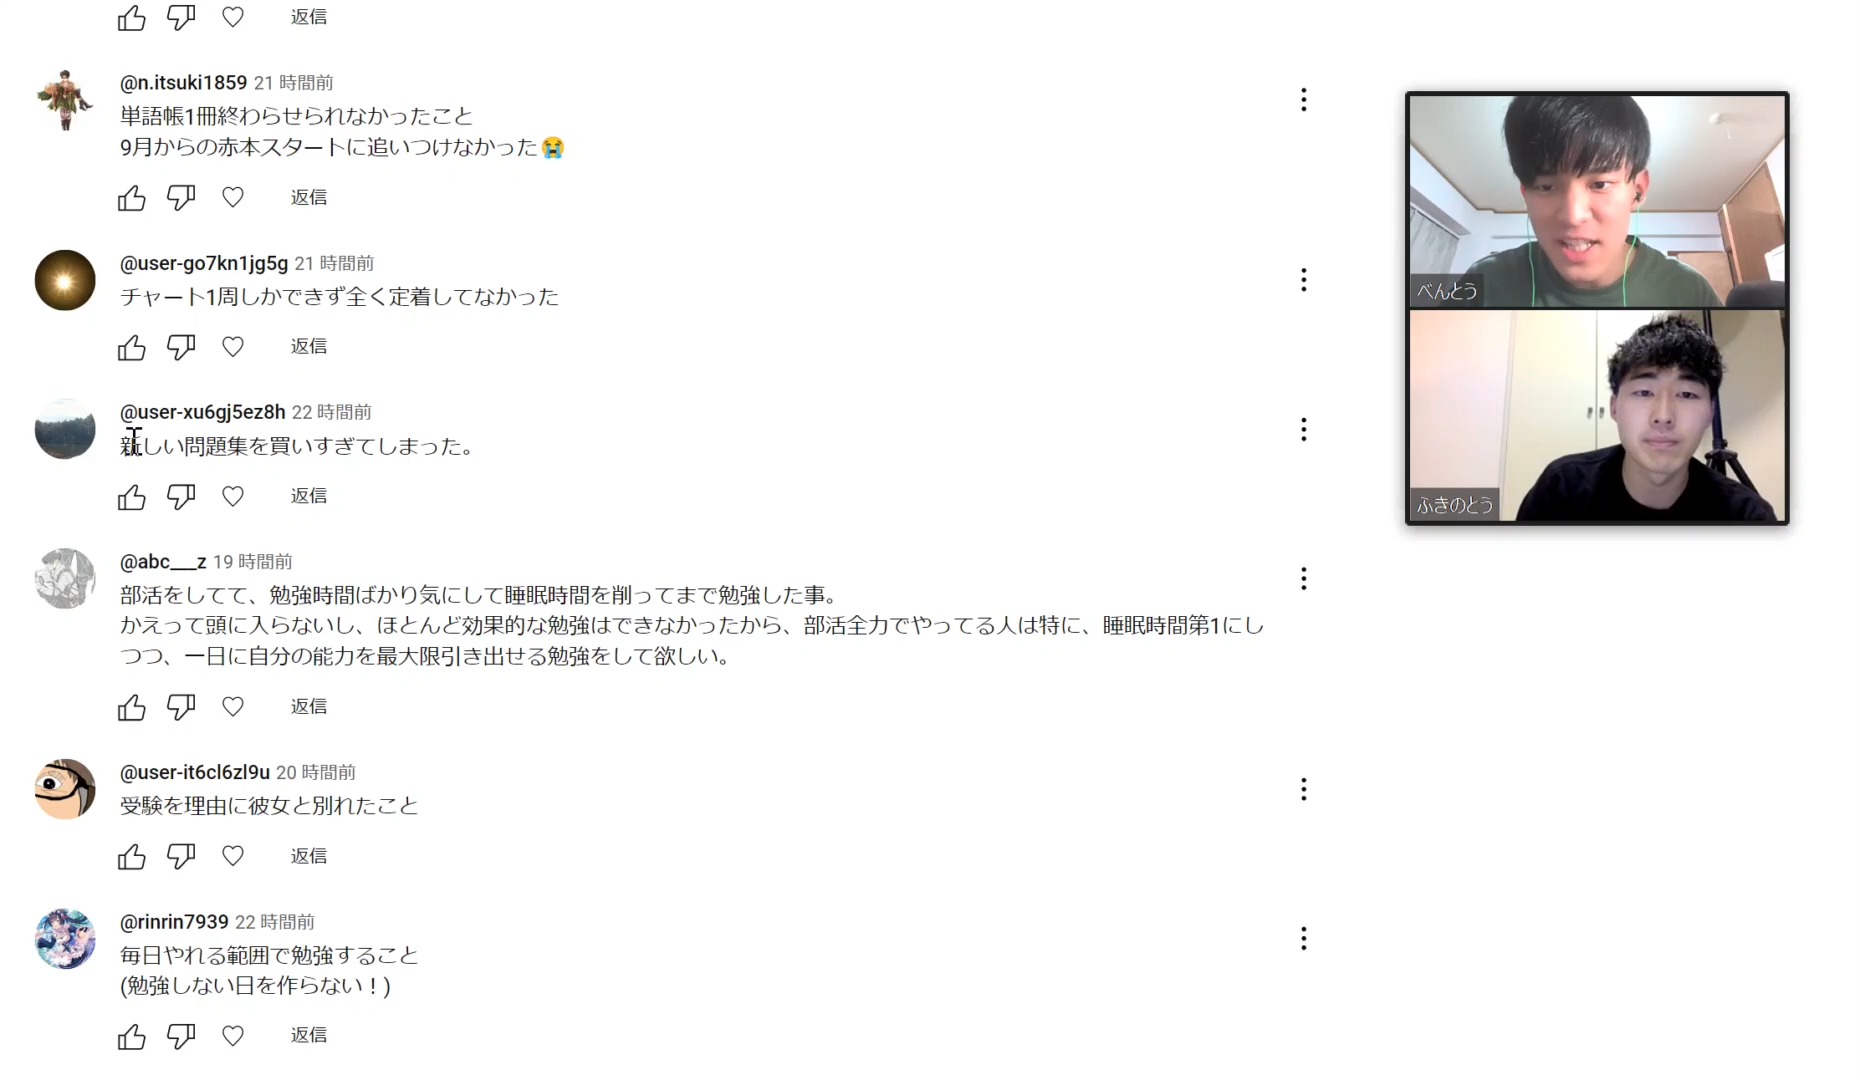 返信
@n.itsuki1859 21 時間前
単語帳1冊終わらせられなかったこと
9月からの赤本スタートに追いつけなかった😭
返信
@user-go7kn1jg5g 21 時間前
チャート1周しかできず全く定着してなかった
返信
@user-xu6gj5ez8h 22 時間前
新しい問題集を買いすぎてしまった。
返信
@abc___z 19 時間前
部活をしてて、勉強時間ばかり気にして睡眠時間を削ってまで勉強した事。
かえって頭に入らないし、ほとんど効果的な勉強はできなかったから、部活全力でやってる人は特に、睡眠時間第1にし
つつ、一日に自分の能力を最大限引き出せる勉強をして欲しい。
返信
@user-it6cl6zl9u 20 時間前
受験を理由に彼女と別れたこと
返信
@rinrin7939 22 時間前
毎日やれる範囲で勉強すること
(勉強しない日を作らない！)
返信
べんとう
ふきのとう